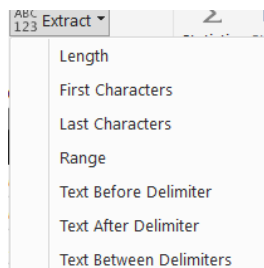 ABC
123 Extract
Length
First Characters
Last Characters
Range
Text Before Delimiter
Text After Delimiter
Text Between Delimiters